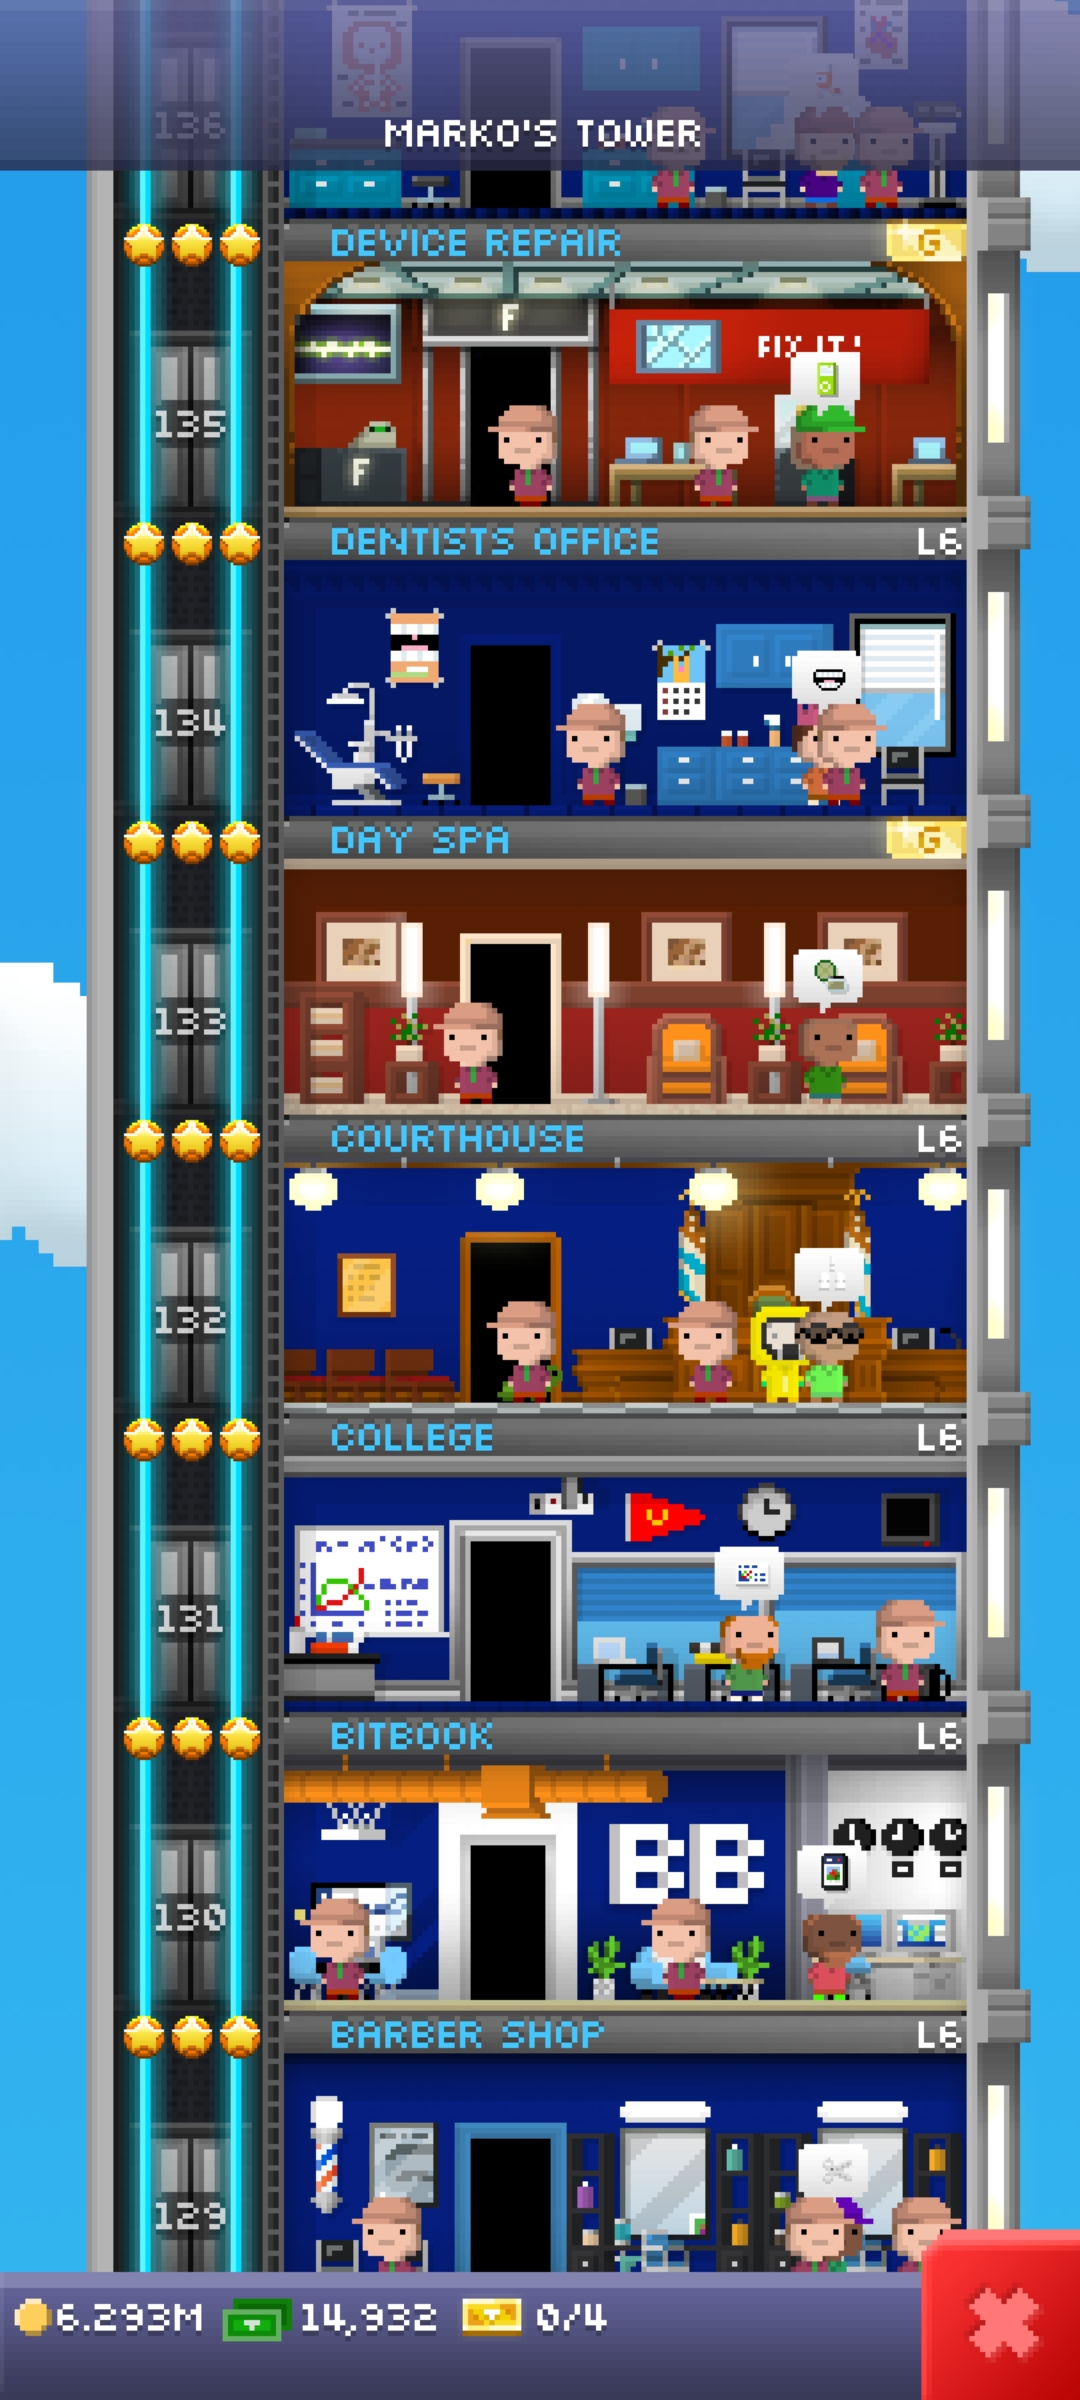 136
MARKO'S TOWER
DEVICE REPAIR G
F
FIX IT!
135
F
DENTISTS OFFICE L6
134
DAY SPA G
133
COURTHOUSE L6
132
COLLEGE L6
U
131
BITBOOK L6
BB
130
BARBER SHOP L6
129
6.293M 14,932 0/4